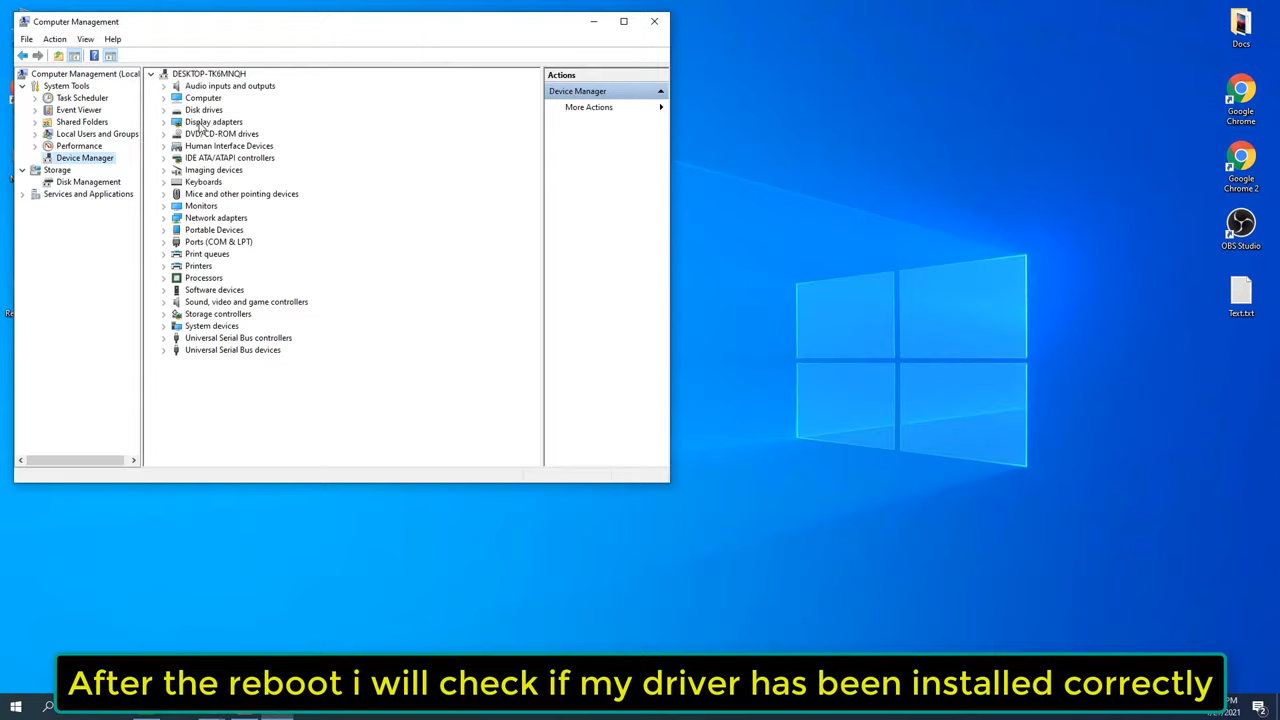 Computer Management
File Action View Help
Computer Management (Local
System Tools
Task Scheduler
Event Viewer
Shared Folders
Local Users and Groups
Performance
Device Manager
Storage
Disk Management
Services and Applications
DESKTOP-TK6MNQH
Audio inputs and outputs
Computer
Disk drives
Display adapters
DVD/CD-ROM drives
Human Interface Devices
IDE ATA/ATAPI controllers
Imaging devices
Keyboards
Mice and other pointing devices
Monitors
Network adapters
Portable Devices
Ports (COM & LPT)
Print queues
Printers
Processors
Software devices
Sound, video and game controllers
Storage controllers
System devices
Universal Serial Bus controllers
Universal Serial Bus devices
Actions
Device Manager
More Actions
Docs
Google
Chrome
Google
Chrome 2
OBS Studio
Text.txt
After the reboot i will check if my driver has been installed correctly